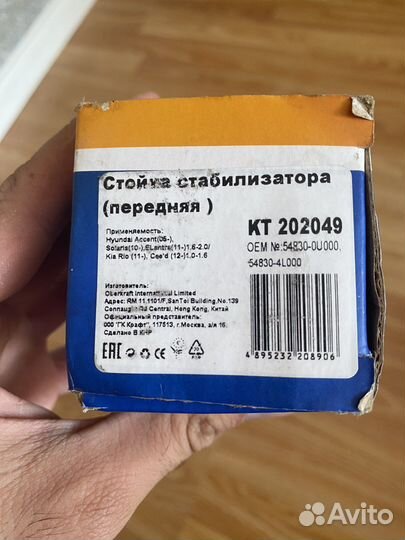 Стойка стабилизатора
(передняя )
KT 202049
Применяемость:
Hyundai Accent(06-),
Solaris(10-),ELantra(11-)1.6-2.0/
Kia Rio (11-), Cee'd (12-)1.0-1.6
OEM №:54830-0U000,
54830-4L000
Изготовитель:
International Limited
Адрес: RM 11,1101/F,SanToi Building,No.139
Connaught Rd Central, Hong Kong, Китай
Официальный представитель:
ООО "ГК Крафт", 117513, г.Москва, а/я 16.
Сделано в КНР
EAC
4 895232 208906
Avito